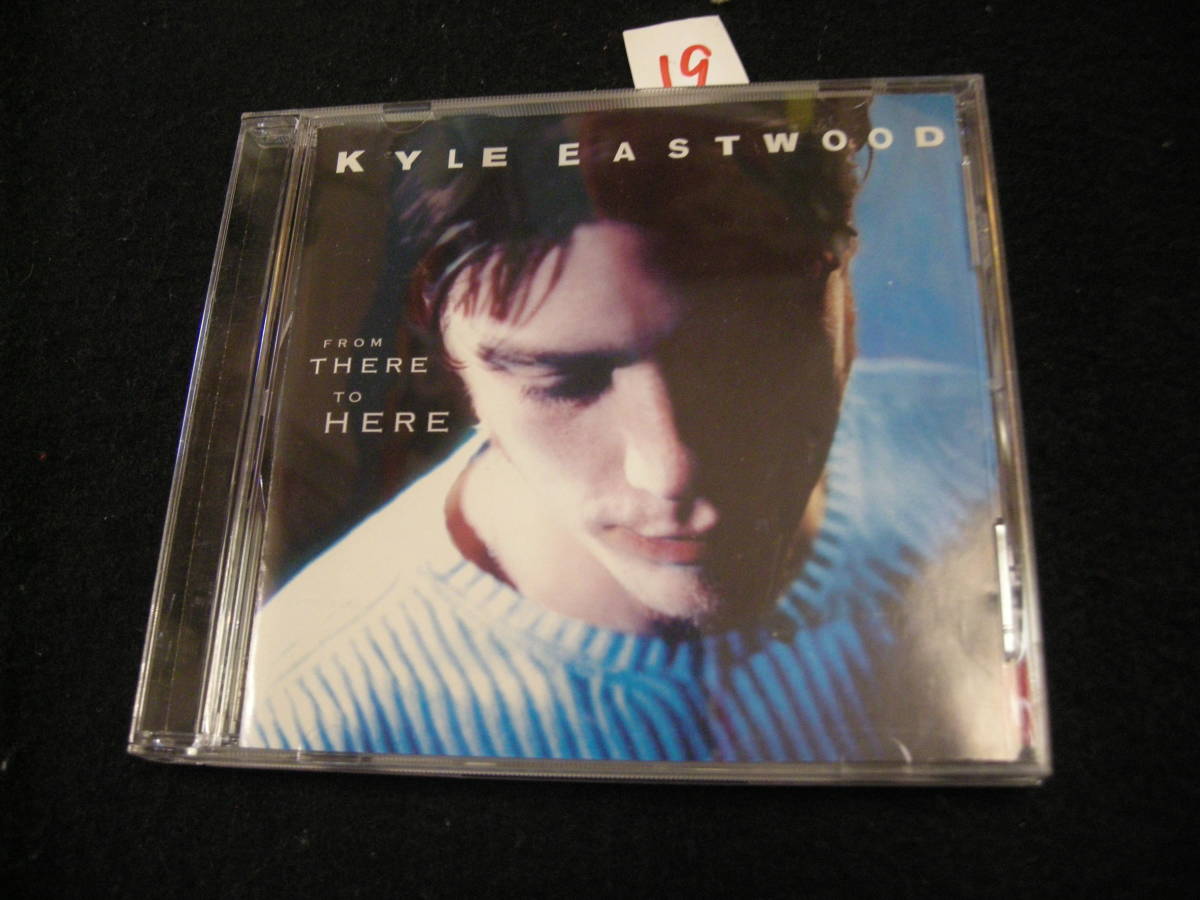 19
KYLE EASTWOOD
FROM
THERE
TO
HERE